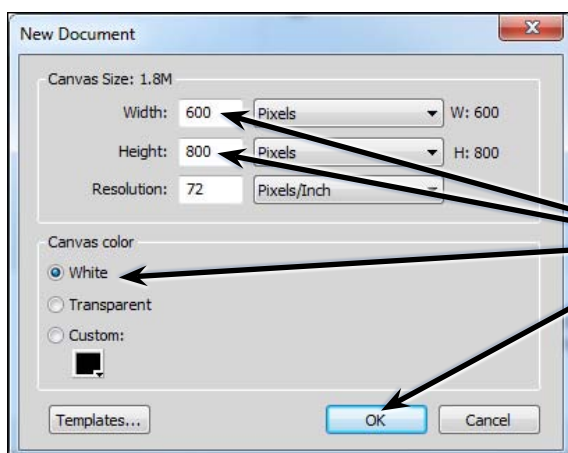 New Document
Canvas Size: 1.8M
Width: 600 Pixels W: 600
Height: 800 Pixels H: 800
Resolution: 72 Pixels/Inch
Canvas color
White
Transparent
Custom:
Templates... OK Cancel